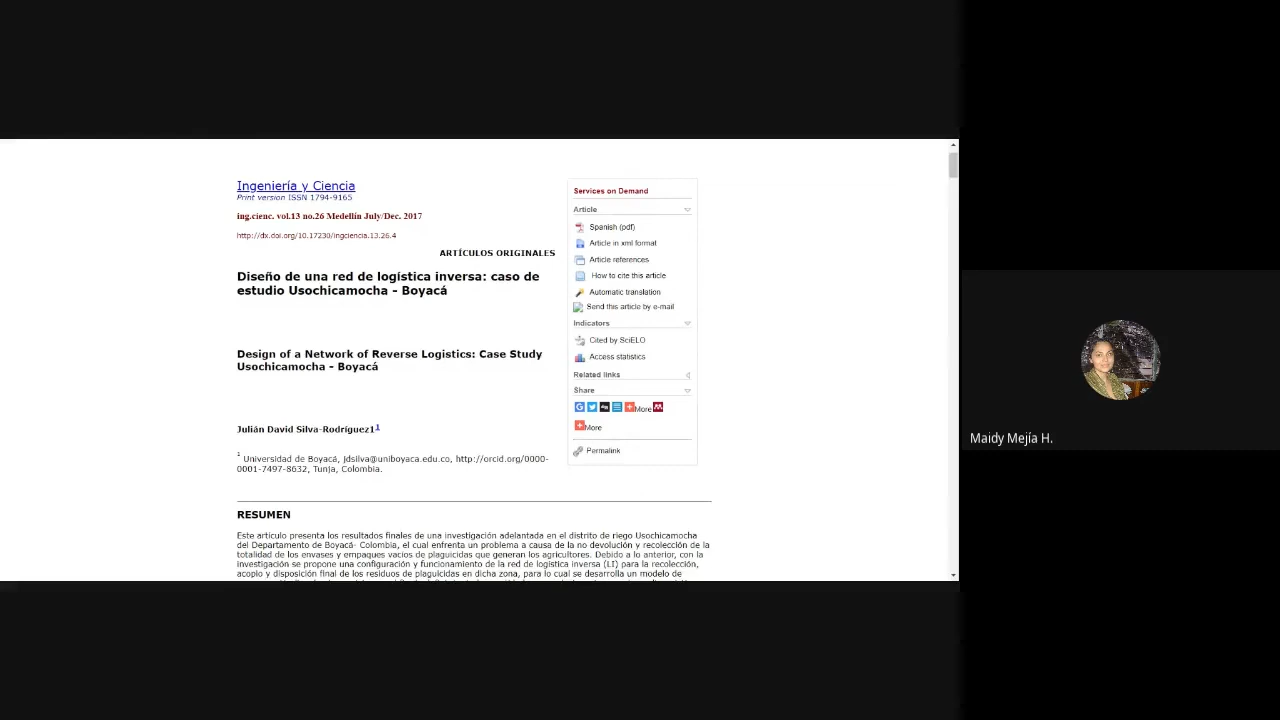 Ingeniería y Ciencia
Print version ISSN 1794-9165
ing.cienc. vol.13 no.26 Medellín July/Dec. 2017
http://dx.doi.org/10.17230/ingciencia.13.26.4
ARTÍCULOS ORIGINALES
Diseño de una red de logística inversa: caso de
estudio Usochicamocha - Boyacá
Design of a Network of Reverse Logistics: Case Study
Usochicamocha - Boyacá
Julián David Silva-Rodríguez1¹
¹ Universidad de Boyacá, jdsilva@uniboyaca.edu.co, http://orcid.org/0000-
0001-7497-8632, Tunja, Colombia.
Services on Demand
Article
Spanish (pdf)
Article in xml format
Article references
How to cite this article
Automatic translation
Send this article by e-mail
Indicators
Cited by SciELO
Access statistics
Related links
Share
More
More
Permalink
RESUMEN
Este artículo presenta los resultados finales de una investigación adelantada en el distrito de riego Usochicamocha
del Departamento de Boyacá- Colombia, el cual enfrenta un problema a causa de la no devolución y recolección de la
totalidad de los envases y empaques vacíos de plaguicidas que generan los agricultores. Debido a lo anterior, con la
investigación se propone una configuración y funcionamiento de la red de logística inversa (LI) para la recolección,
acopio y disposición final de los residuos de plaguicidas en dicha zona, para lo cual se desarrolla un modelo de
Maidy Mejía H.